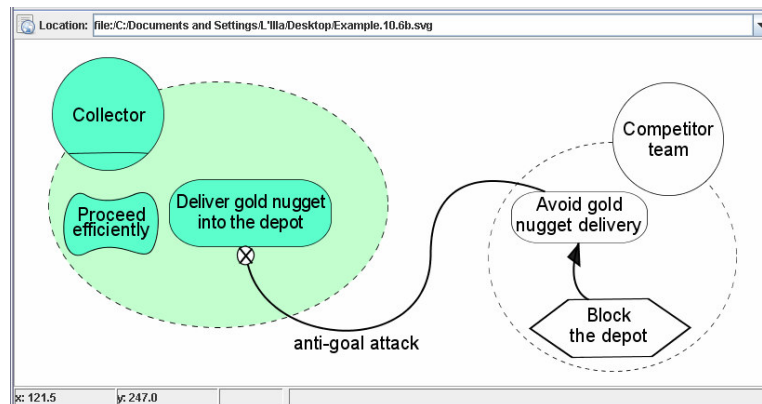 Location: file:/C:/Documents and Settings/L'Illa/Desktop/Example.10.6b.svg
Collector
Competitor
team
Proceed
efficiently
Deliver gold nugget
into the depot
Avoid gold
nugget delivery
Block
the depot
anti-goal attack
x: 121.5
y: 247.0